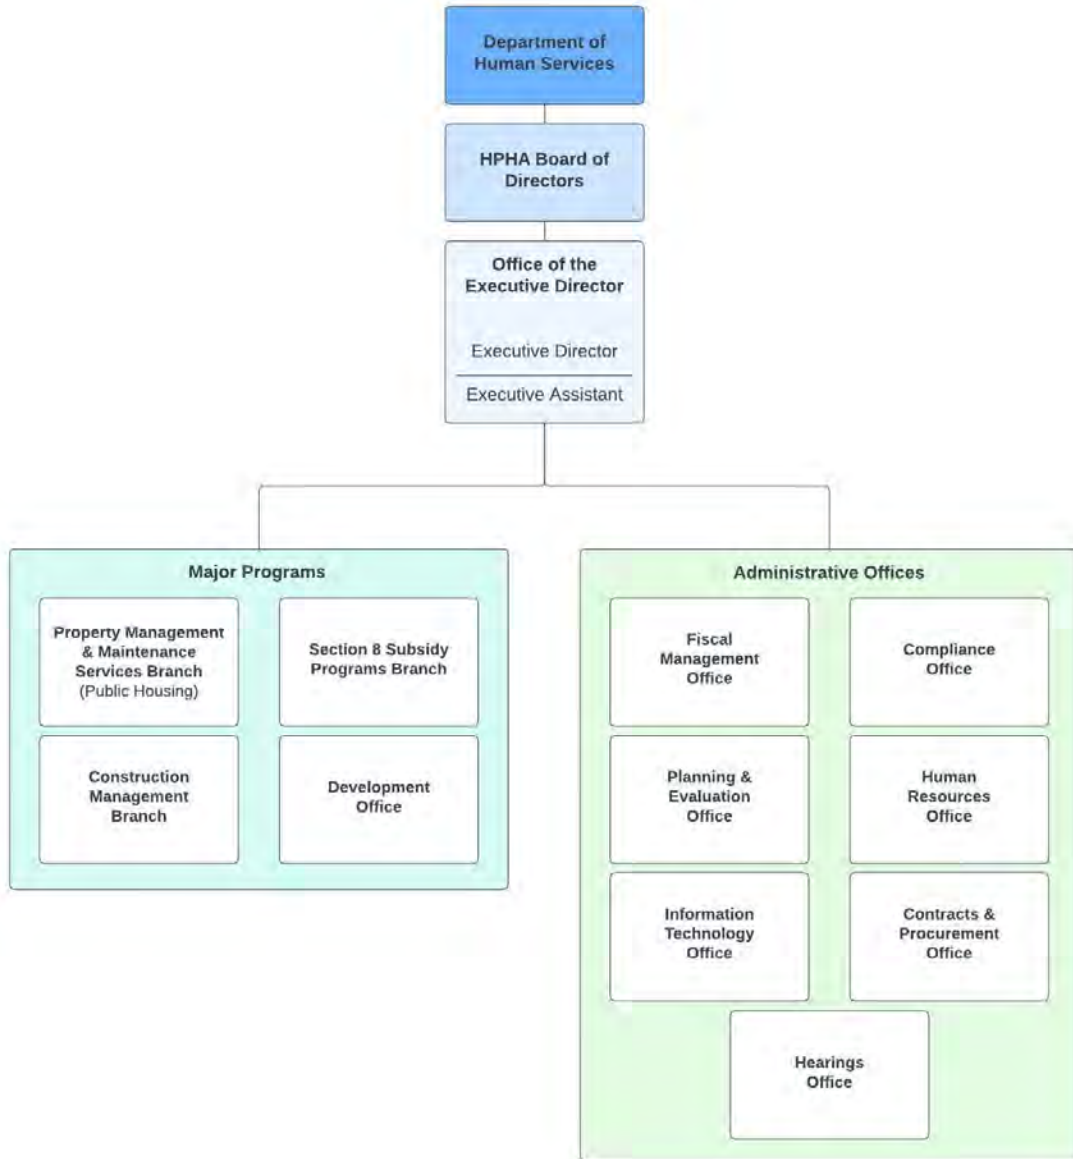 Department of
Human Services
HPHA Board of
Directors
Office of the
Executive Director
Executive Director
Executive Assistant
Major Programs
Property Management
& Maintenance
Services Branch
(Public Housing)
Section 8 Subsidy
Programs Branch
Construction
Management
Branch
Development
Office
Administrative Offices
Fiscal
Management
Office
Compliance
Office
Planning &
Evaluation
Office
Human
Resources
Office
Information
Technology
Office
Contracts &
Procurement
Office
Hearings
Office